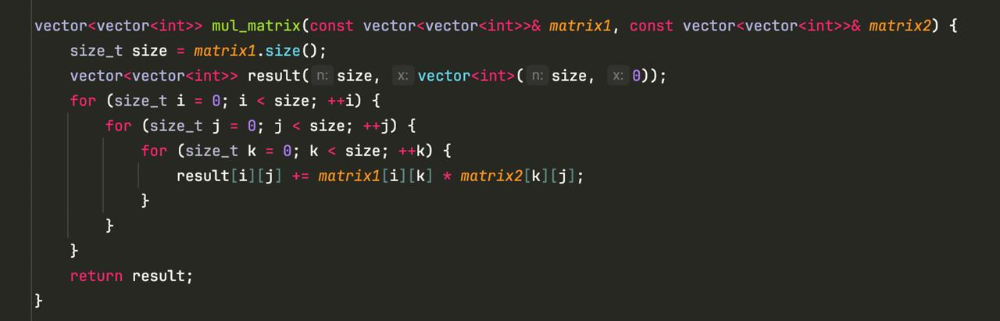 vector<vector<int>> mul_matrix(const vector<vector<int>>& matrix1, const vector<vector<int>>& matrix2) {
    size_t size = matrix1.size();
    vector<vector<int>> result( n: size,  x: vector<int>( n: size,  x: 0));
    for (size_t i = 0; i < size; ++i) {
        for (size_t j = 0; j < size; ++j) {
            for (size_t k = 0; k < size; ++k) {
                result[i][j] += matrix1[i][k] * matrix2[k][j];
            }
        }
    }
    return result;
}